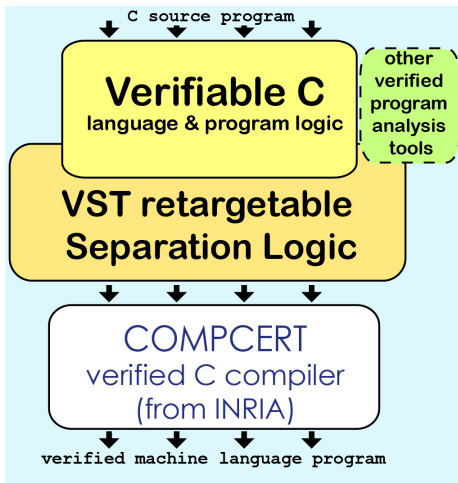 C source program
Verifiable C
language & program logic
other
verified
program
analysis
tools
VST retargetable
Separation Logic
COMPCERT
verified C compiler
(from INRIA)
verified machine language program